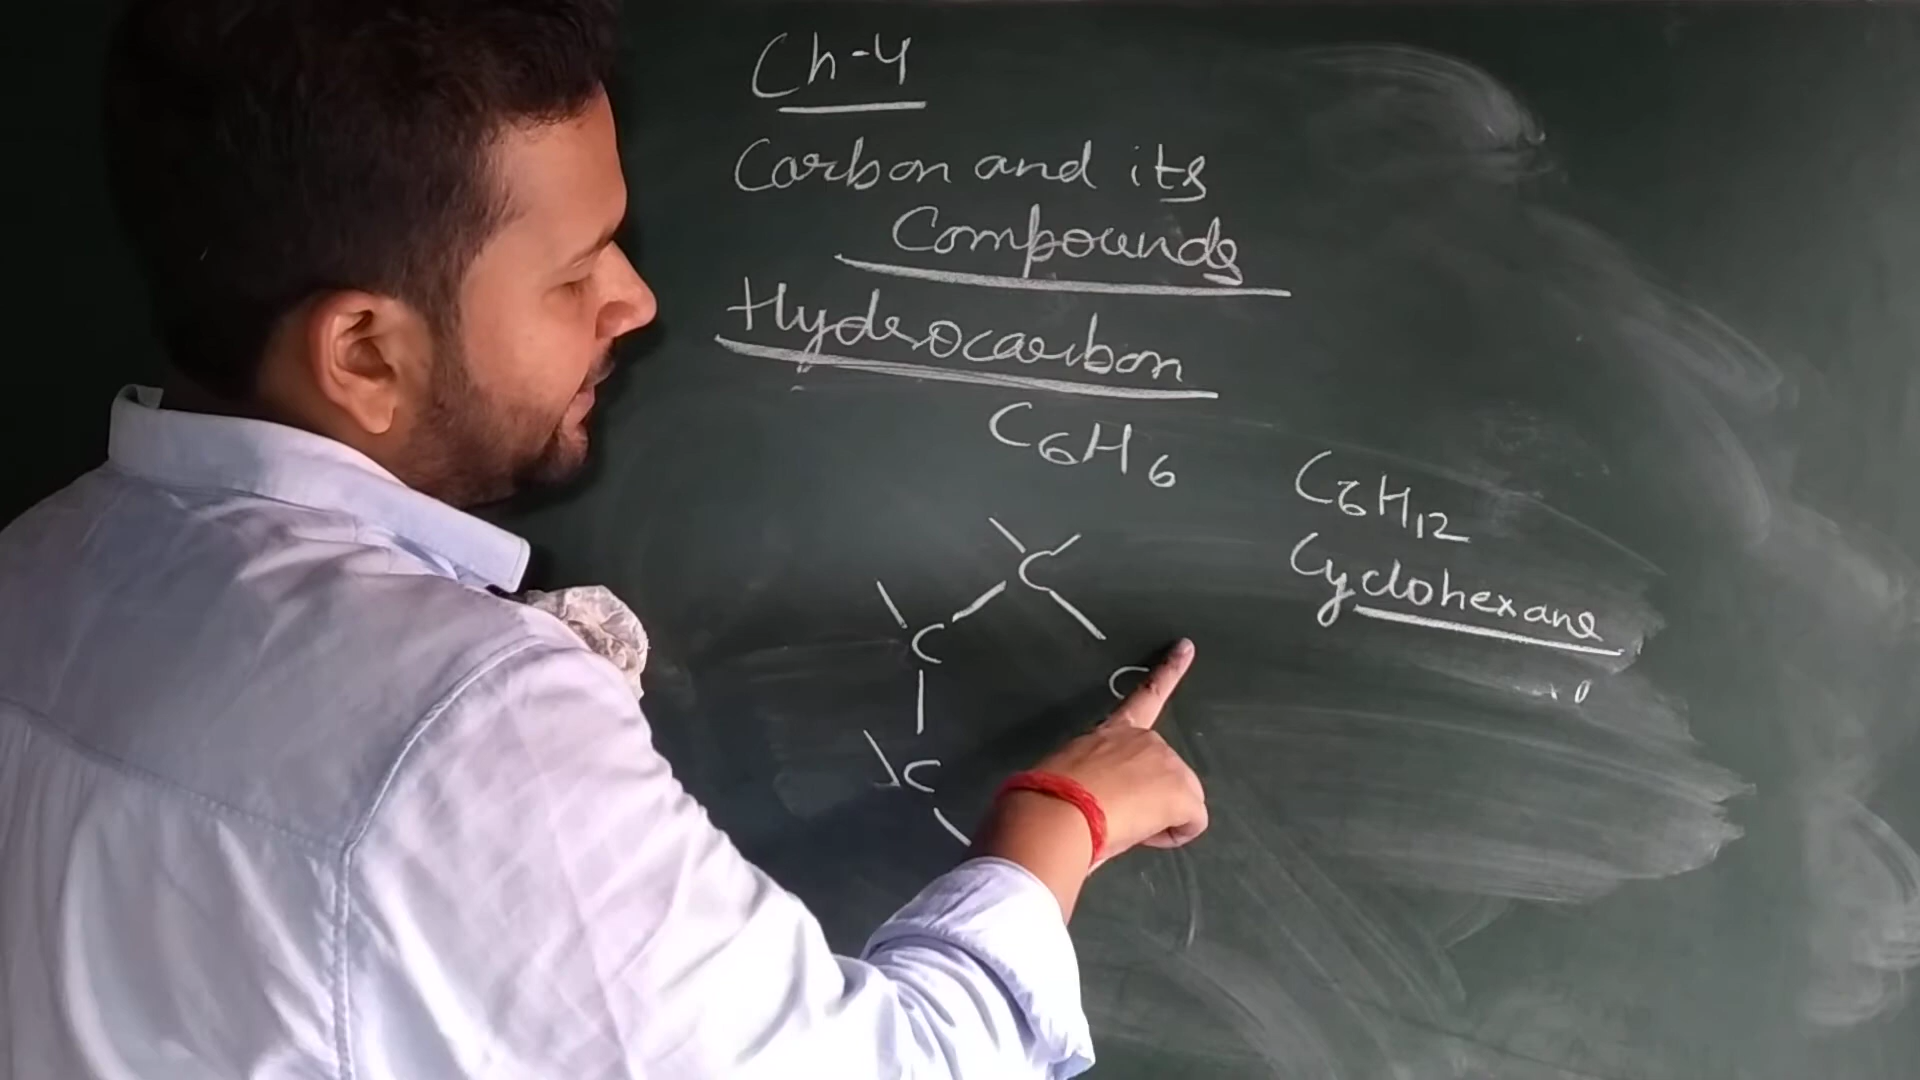 Ch-4
Carbon and its
Compounds
Hydrocarbon
C6H6
C6H12
Cyclohexane
C
C
C
C